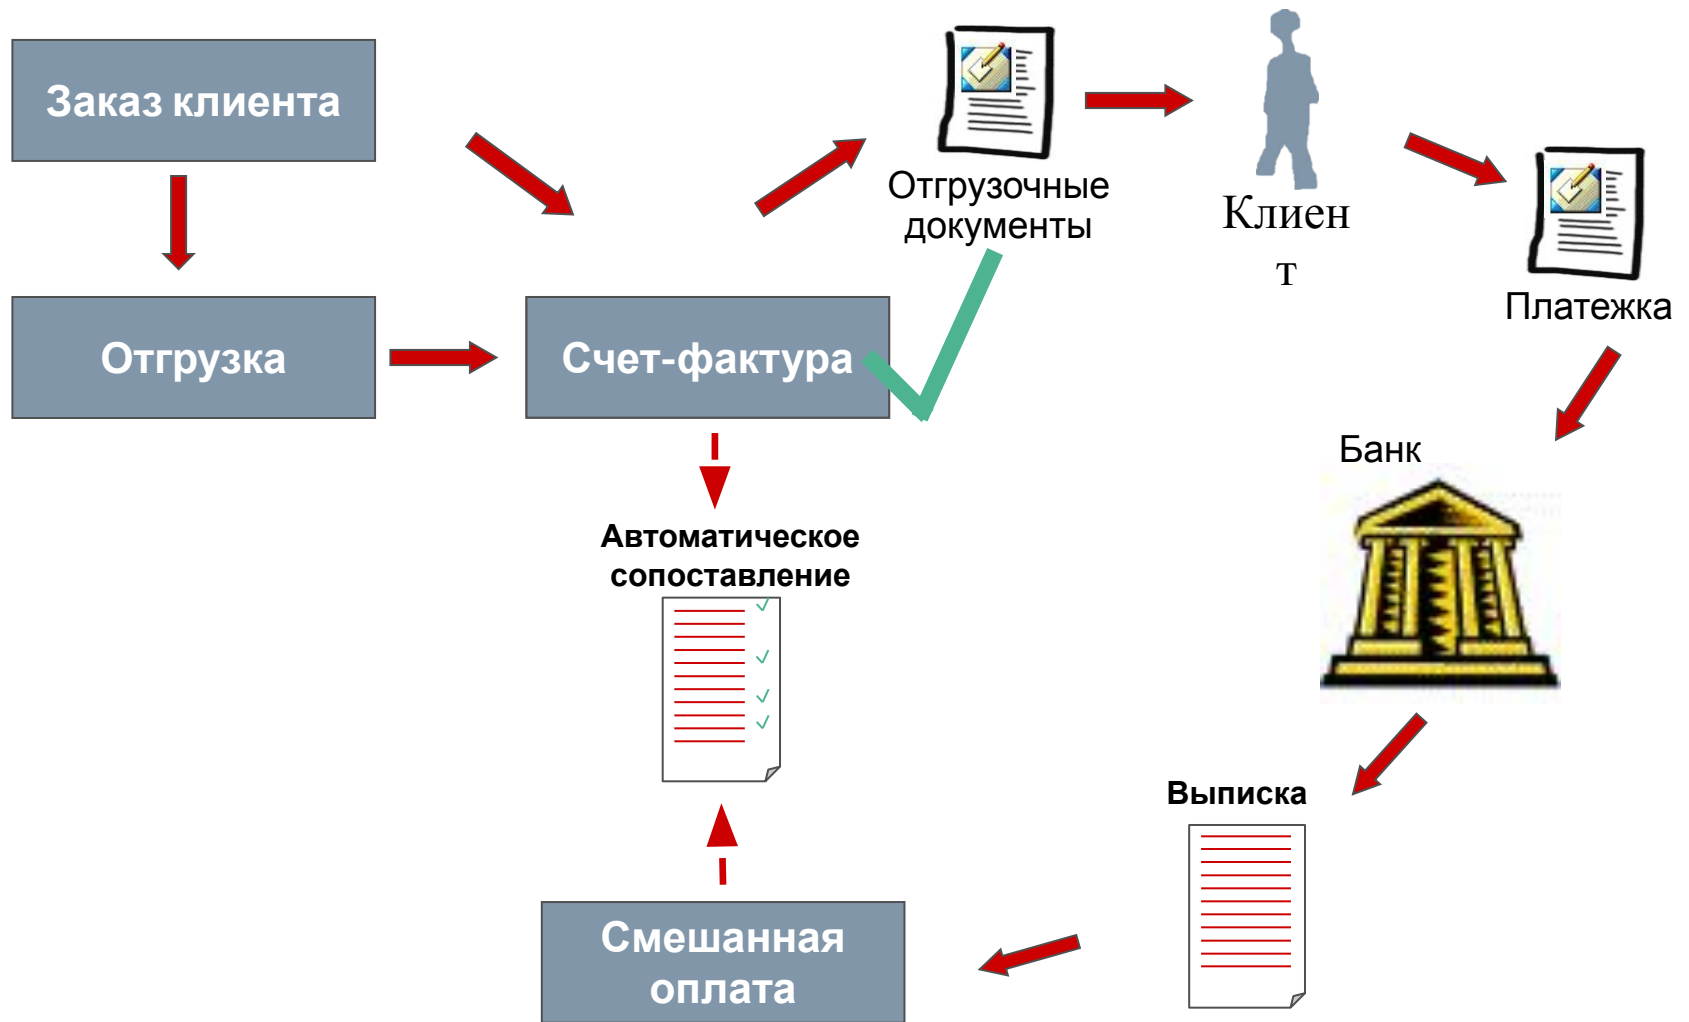 Заказ клиента
Отгрузочные
документы
Клиен
т
Платежка
Отгрузка
Счет-фактура
Банк
Автоматическое
сопоставление
Выписка
Смешанная
оплата